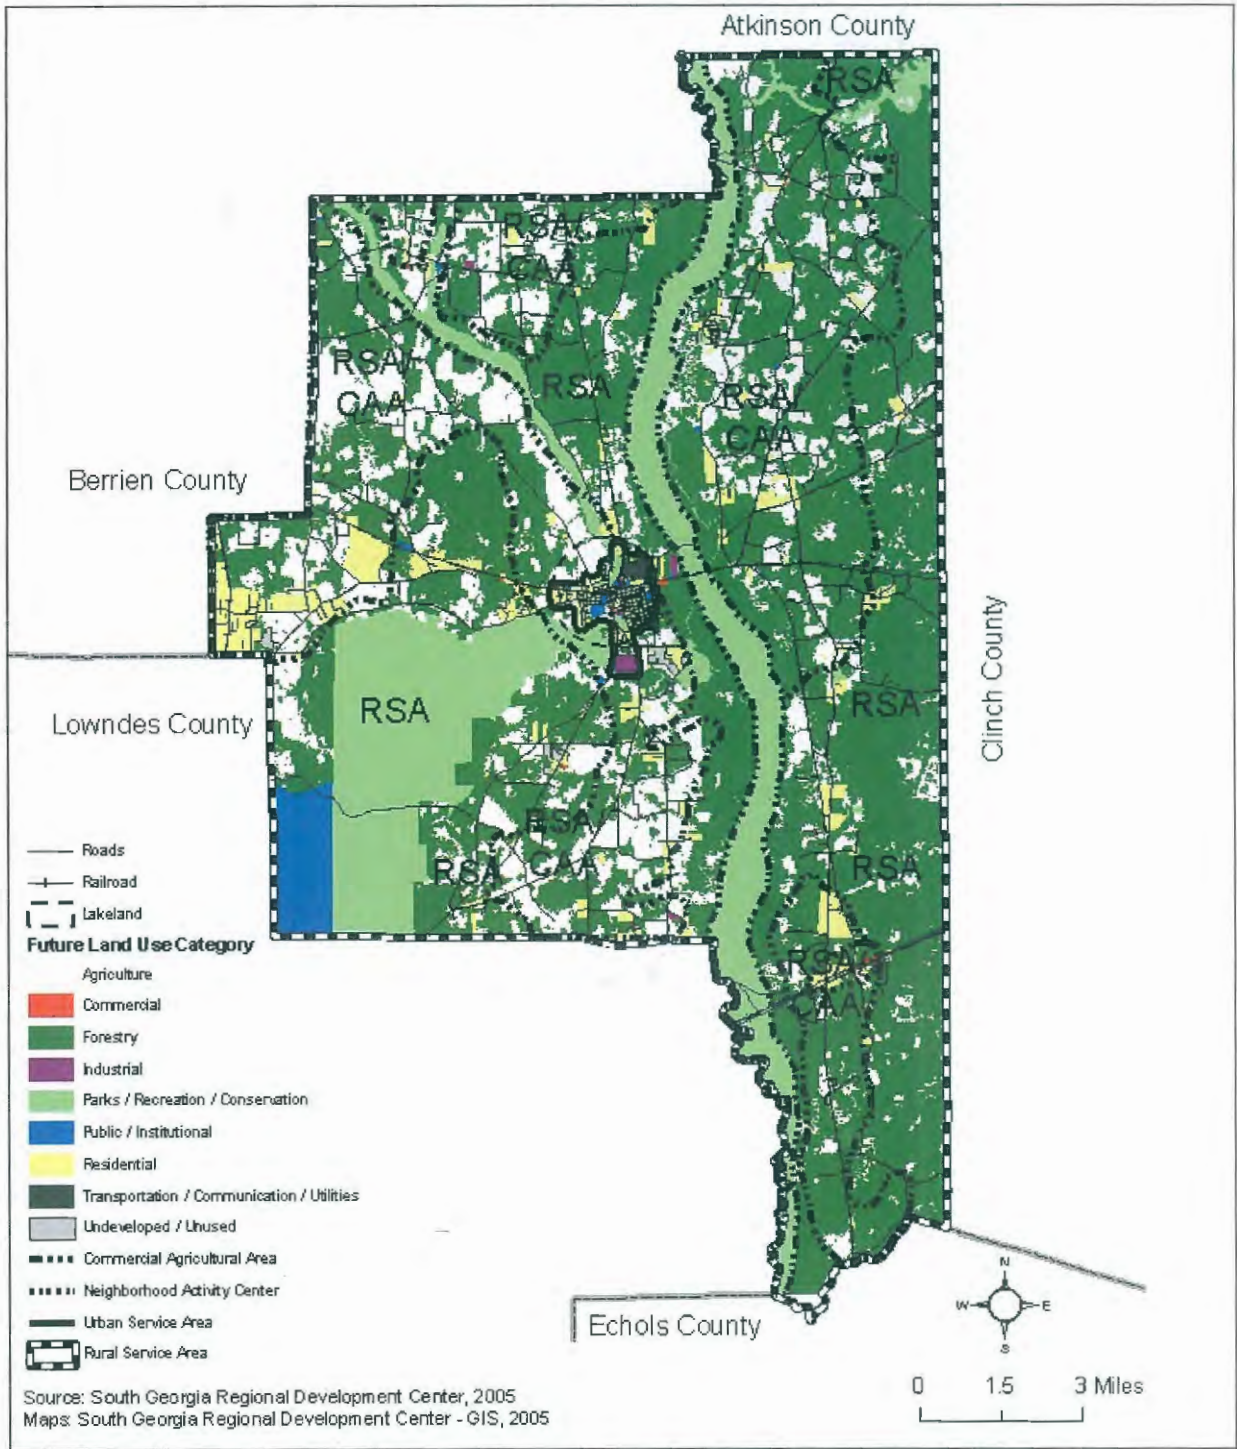 Atkinson County
RSA
RSA/
CAA
RSA/
CAA
RSA
RSA/
CAA
Berrien County
Clinch County
Lowndes County
RSA
RSA
RSA/
CAA
RSA
RSA
RSA/
CAA
Roads
Railroad
Lakeland
Future Land Use Category
Agriculture
Commercial
Forestry
Industrial
Parks / Recreation / Conservation
Public / Institutional
Residential
Transportation / Communication / Utilities
Undeveloped / Unused
Commercial Agricultural Area
Neighborhood Activity Center
Urban Service Area
Rural Service Area
Echols County
N
W
E
S
0 1.5 3 Miles
Source: South Georgia Regional Development Center, 2005
Maps: South Georgia Regional Development Center - GIS, 2005